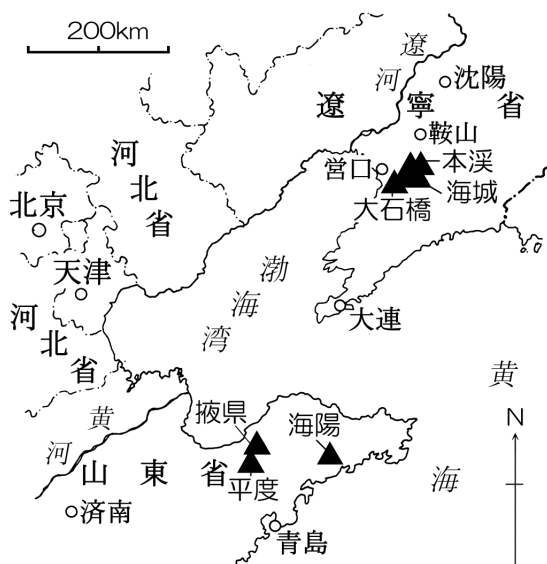 200km
遼河
沈陽
遼寧省
鞍山
本渓
営口
海城
大石橋
河北省
北京
天津
渤海湾
大連
河北省
黄海
黄河
掖県
海陽
N
山東省
平度
済南
青島